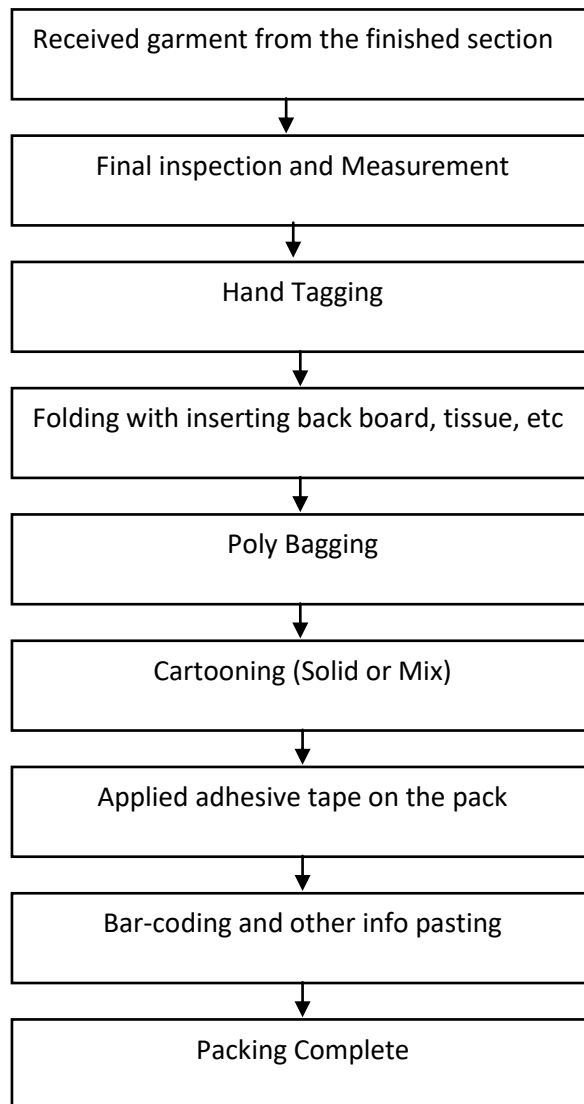 Received garment from the finished section
Final inspection and Measurement
Hand Tagging
Folding with inserting back board, tissue, etc
Poly Bagging
Cartooning (Solid or Mix)
Applied adhesive tape on the pack
Bar-coding and other info pasting
Packing Complete